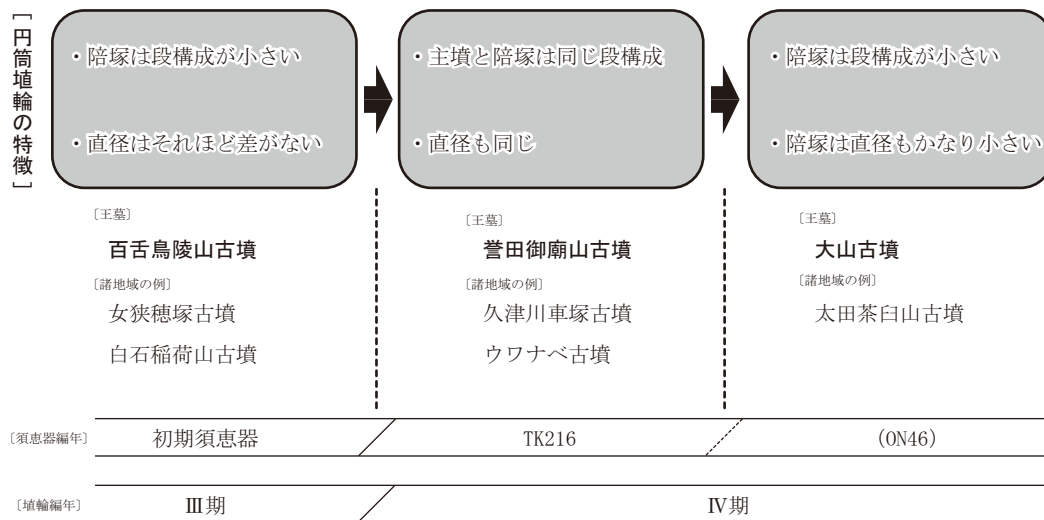 [円筒埴輪の特徴]
・陪塚は段構成が小さい
・直径はそれほど差がない
・主墳と陪塚は同じ段構成
・直径も同じ
・陪塚は段構成が小さい
・陪塚は直径もかなり小さい
〔王墓〕
百舌鳥陵山古墳
〔諸地域の例〕
女狭穂塚古墳
白石稲荷山古墳
〔王墓〕
誉田御廟山古墳
〔諸地域の例〕
久津川車塚古墳
ウワナベ古墳
〔王墓〕
大山古墳
〔諸地域の例〕
太田茶臼山古墳
〔須恵器編年〕 初期須恵器 TK216 (ON46)
〔埴輪編年〕 Ⅲ期 Ⅳ期